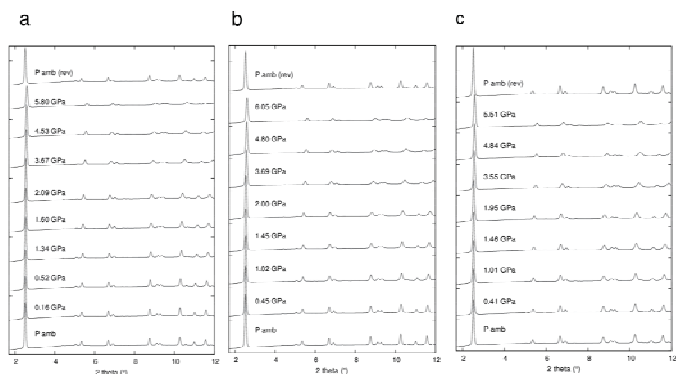 a
P amb (rev)
5.80 GPa
4.53 GPa
3.67 GPa
2.09 GPa
1.60 GPa
1.34 GPa
0.52 GPa
0.16 GPa
P amb
2 4 6 8 10 12
2 theta (°)
b
P amb (rev)
6.05 GPa
4.80 GPa
3.69 GPa
2.00 GPa
1.45 GPa
1.02 GPa
0.45 GPa
P amb
2 4 6 8 10 12
2 theta (°)
c
P amb (rev)
5.51 GPa
4.84 GPa
3.55 GPa
1.95 GPa
1.46 GPa
1.01 GPa
0.41 GPa
P amb
2 4 6 8 10 12
2 theta (°)